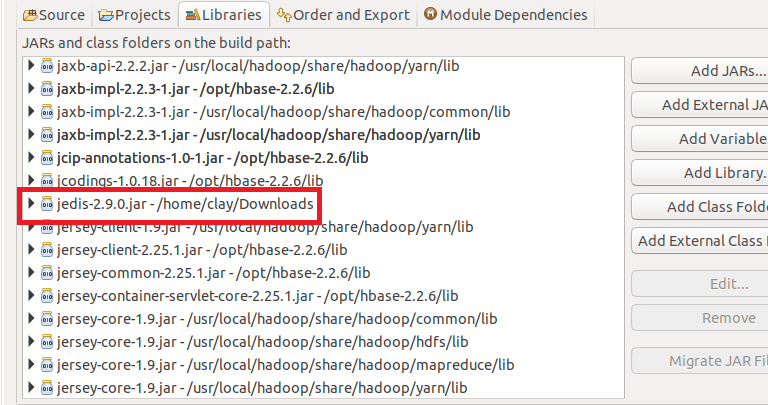 Source Projects Libraries Order and Export Module Dependencies
JARs and class folders on the build path:
jaxb-api-2.2.2.jar - /usr/local/hadoop/share/hadoop/yarn/lib
jaxb-impl-2.2.3-1.jar - /opt/hbase-2.2.6/lib
jaxb-impl-2.2.3-1.jar - /usr/local/hadoop/share/hadoop/common/lib
jaxb-impl-2.2.3-1.jar - /usr/local/hadoop/share/hadoop/yarn/lib
jcip-annotations-1.0-1.jar - /opt/hbase-2.2.6/lib
jcodings-1.0.18.jar - /opt/hbase-2.2.6/lib
jedis-2.9.0.jar - /home/clay/Downloads
jersey-client-1.9.jar - /usr/local/hadoop/share/hadoop/yarn/lib
jersey-client-2.25.1.jar - /opt/hbase-2.2.6/lib
jersey-common-2.25.1.jar - /opt/hbase-2.2.6/lib
jersey-container-servlet-core-2.25.1.jar - /opt/hbase-2.2.6/lib
jersey-core-1.9.jar - /usr/local/hadoop/share/hadoop/common/lib
jersey-core-1.9.jar - /usr/local/hadoop/share/hadoop/hdfs/lib
jersey-core-1.9.jar - /usr/local/hadoop/share/hadoop/mapreduce/lib
jersey-core-1.9.jar - /usr/local/hadoop/share/hadoop/yarn/lib
Add JARs...
Add External JA
Add Variable
Add Library...
Add Class Folde
Add External Class F
Edit...
Remove
Migrate JAR Fil